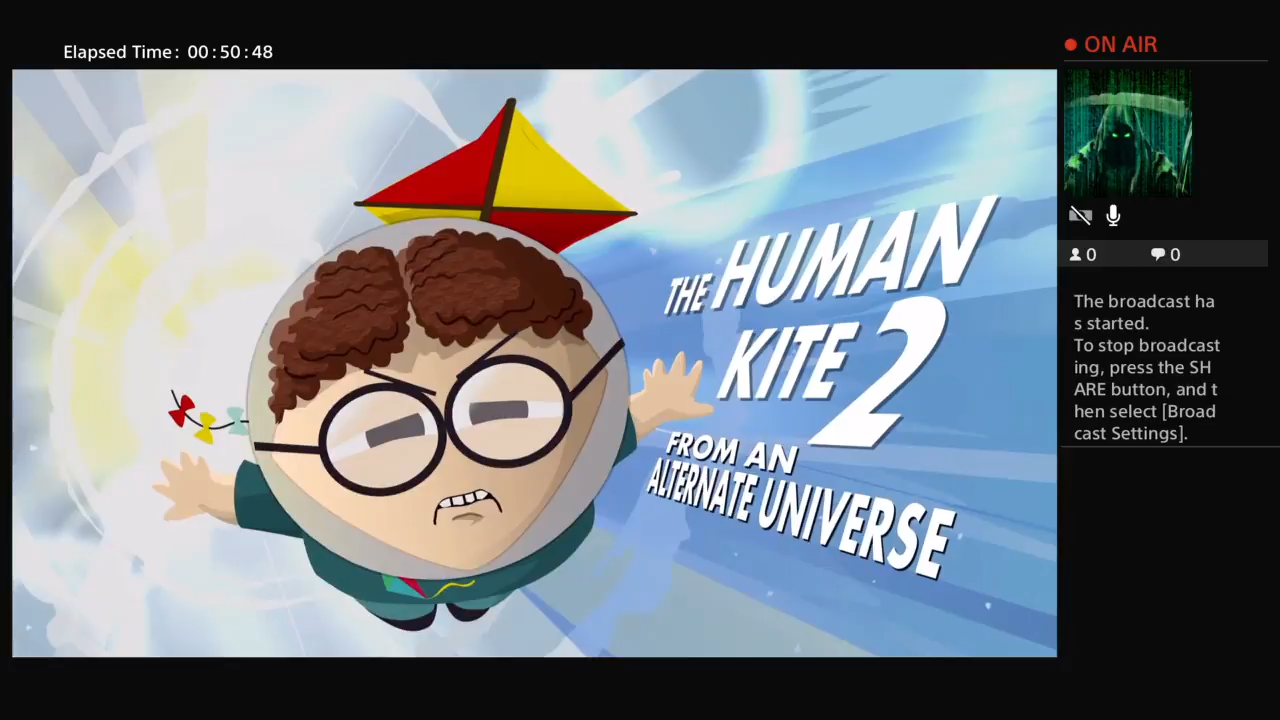 Elapsed Time: 00:50:48
ON AIR
THE HUMAN
KITE 2
FROM AN
ALTERNATE UNIVERSE
0 0
The broadcast ha
s started.
To stop broadcast
ing, press the SH
ARE button, and t
hen select [Broad
cast Settings].